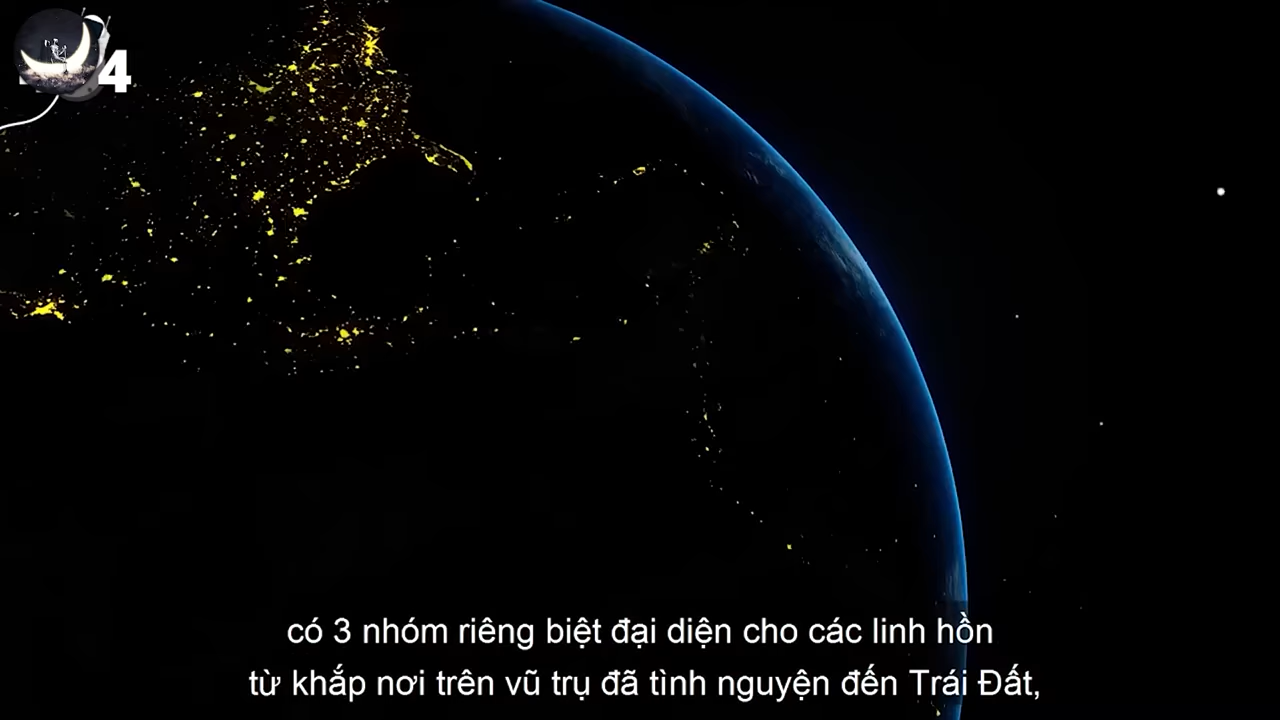 4
có 3 nhóm riêng biệt đại diện cho các linh hồn
từ khắp nơi trên vũ trụ đã tình nguyện đến Trái Đất,